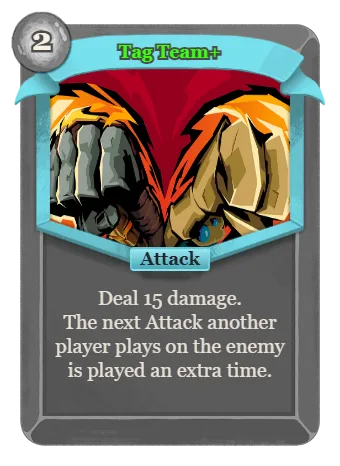 2
Tag Team+
Attack
Deal 15 damage.
The next Attack another
player plays on the enemy
is played an extra time.